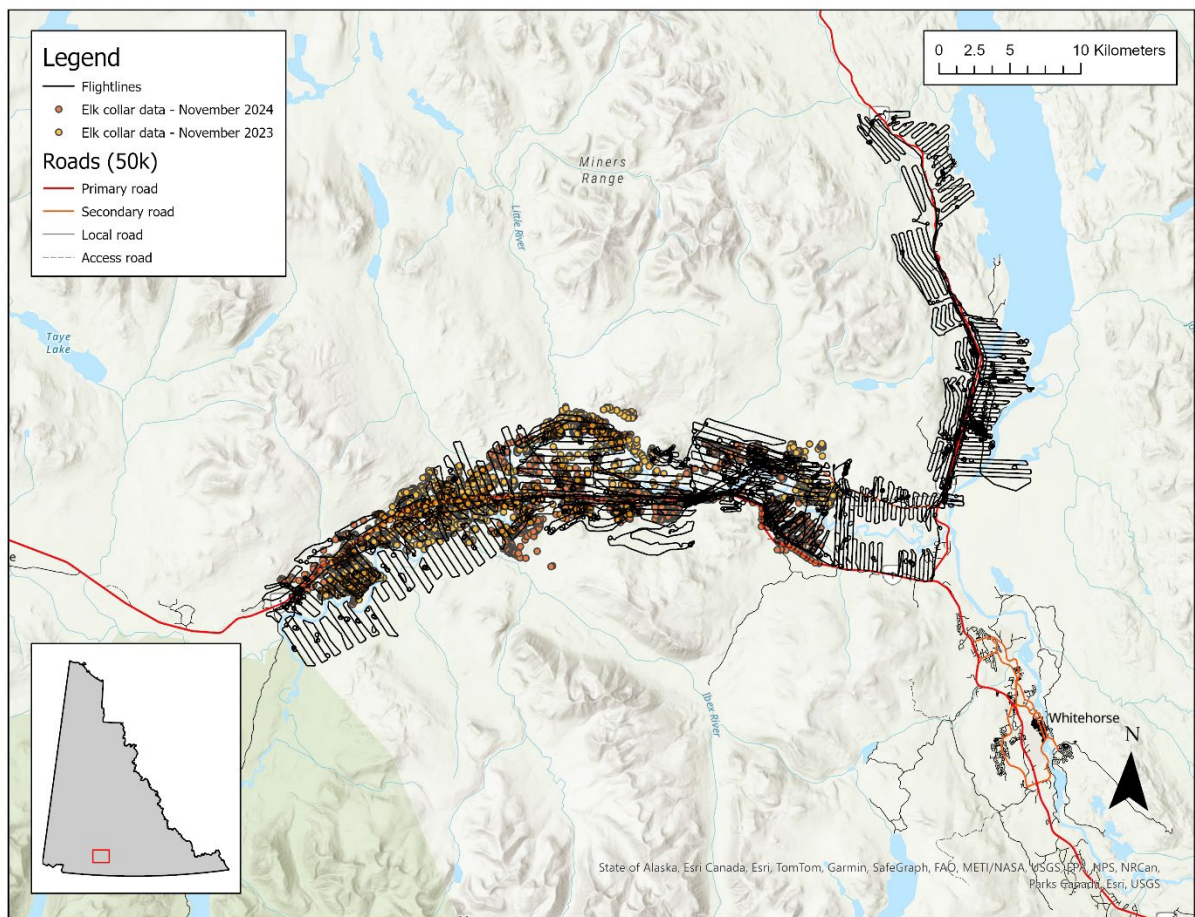 Legend
Flightlines
Elk collar data - November 2024
Elk collar data - November 2023
Roads (50k)
Primary road
Secondary road
Local road
Access road
0 2.5 5 10 Kilometers
Miners
Range
Little River
Taye
Lake
e
Ibex River
Whitehorse
N
State of Alaska, Esri Canada, Esri, TomTom, Garmin, SafeGraph, FAO, METI/NASA, USGS, EPA, NPS, NRCan,
Parks Canada, Esri, USGS